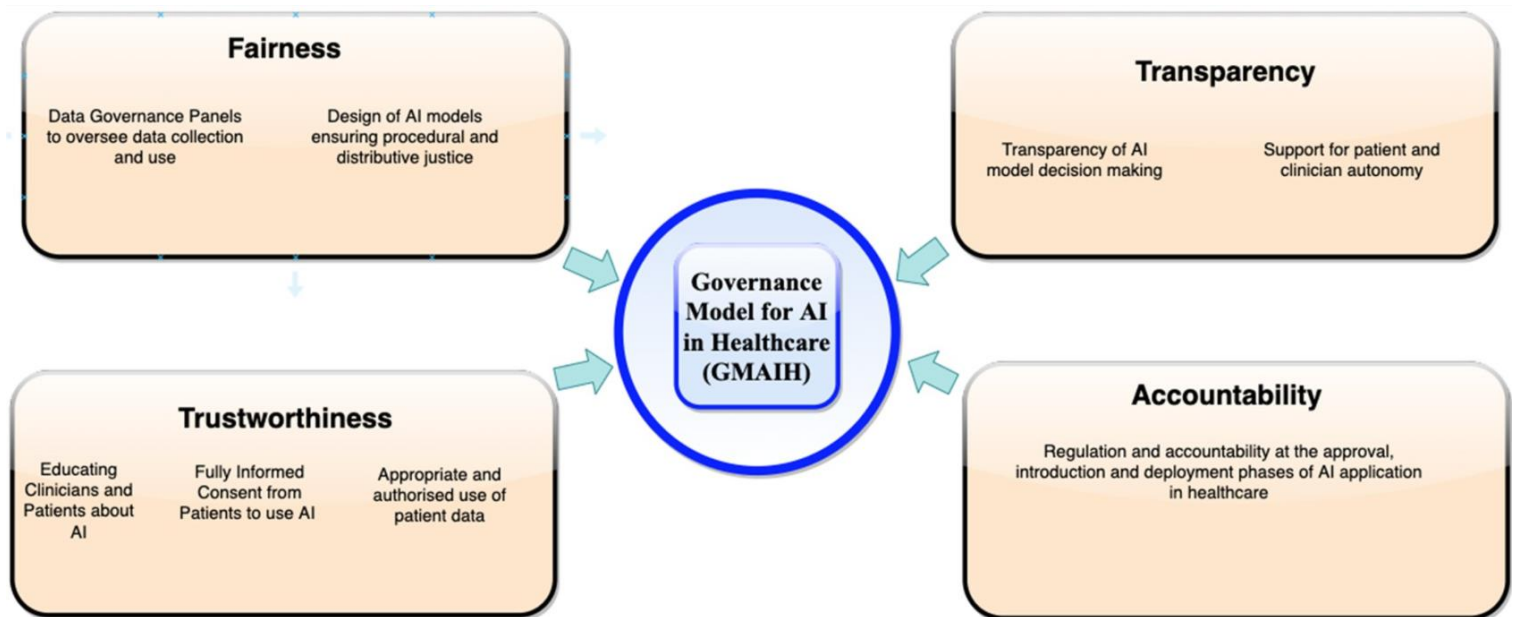 Fairness
Data Governance Panels
to oversee data collection
and use
Design of AI models
ensuring procedural and
distributive justice
Transparency
Transparency of AI
model decision making
Support for patient and
clinician autonomy
Governance
Model for AI
in Healthcare
(GMAIH)
Trustworthiness
Educating
Clinicians and
Patients about
AI
Fully Informed
Consent from
Patients to use AI
Appropriate and
authorised use of
patient data
Accountability
Regulation and accountability at the approval,
introduction and deployment phases of AI application
in healthcare